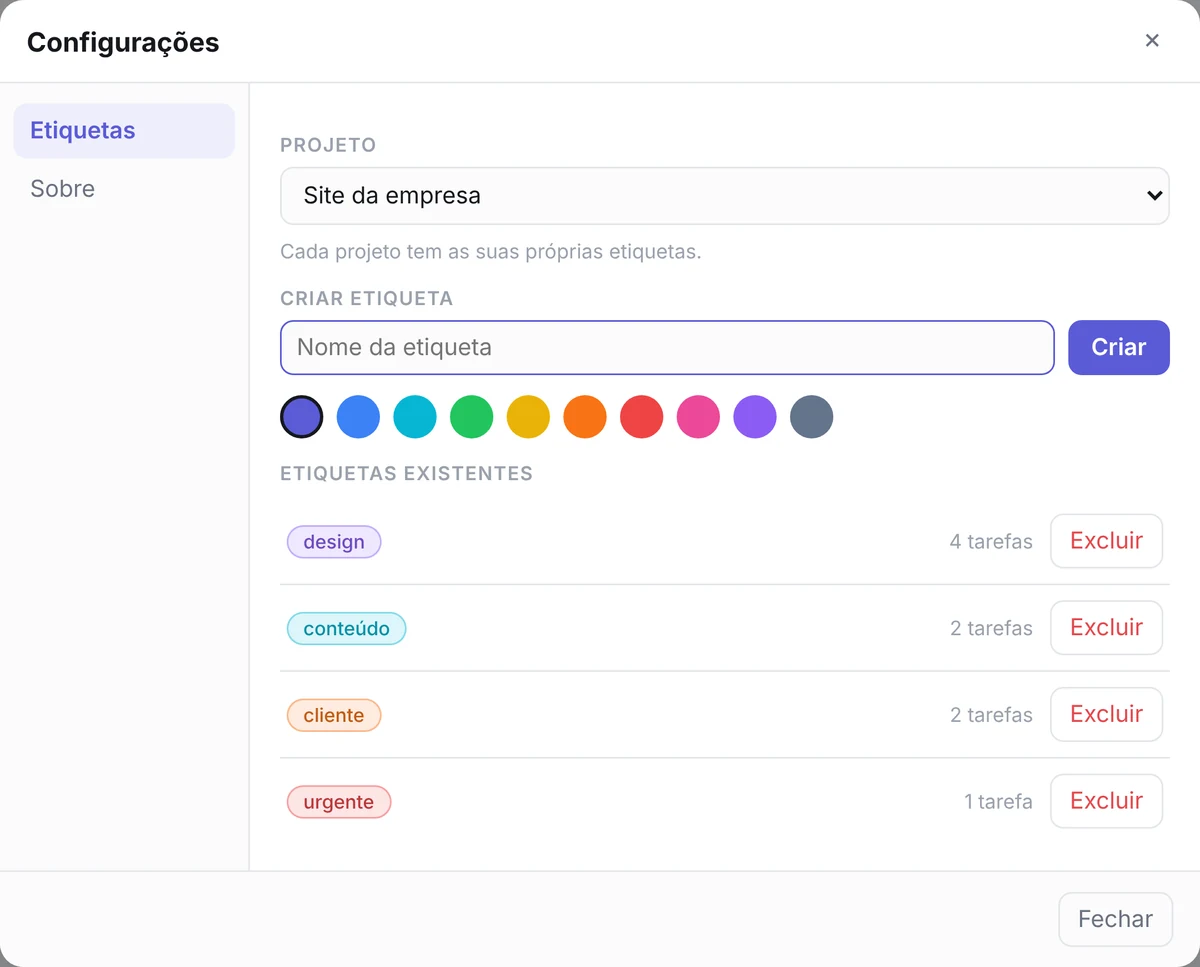 Configurações
×
Etiquetas
Sobre
PROJETO
Site da empresa
Cada projeto tem as suas próprias etiquetas.
CRIAR ETIQUETA
Nome da etiqueta
Criar
ETIQUETAS EXISTENTES
design 4 tarefas Excluir
conteúdo 2 tarefas Excluir
cliente 2 tarefas Excluir
urgente 1 tarefa Excluir
Fechar